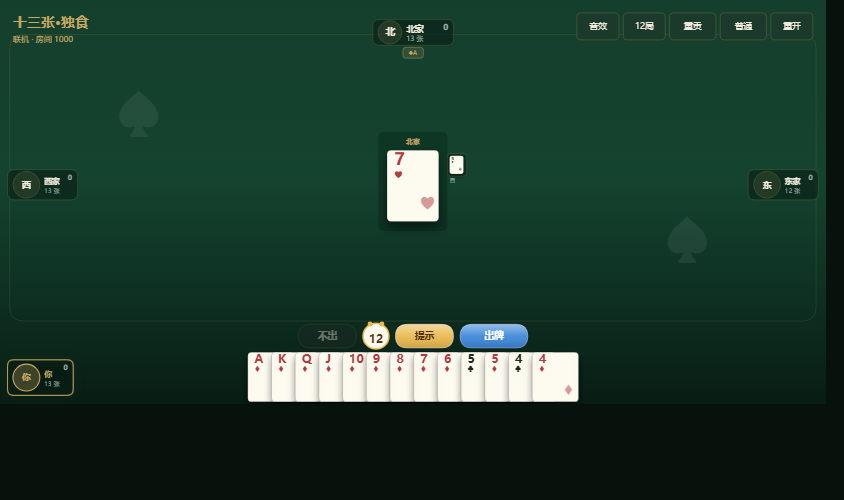 十三张•独食
联机 · 房间 1000
北
北家
13 张
0
♠A
音效
12局
重贡
普通
重开
西
西家
13 张
0
北家
7
西
东
东家
12 张
0
不出
12
提示
出牌
你
你
13 张
0
A K Q J 10 9 8 7 6 5 5 4 4